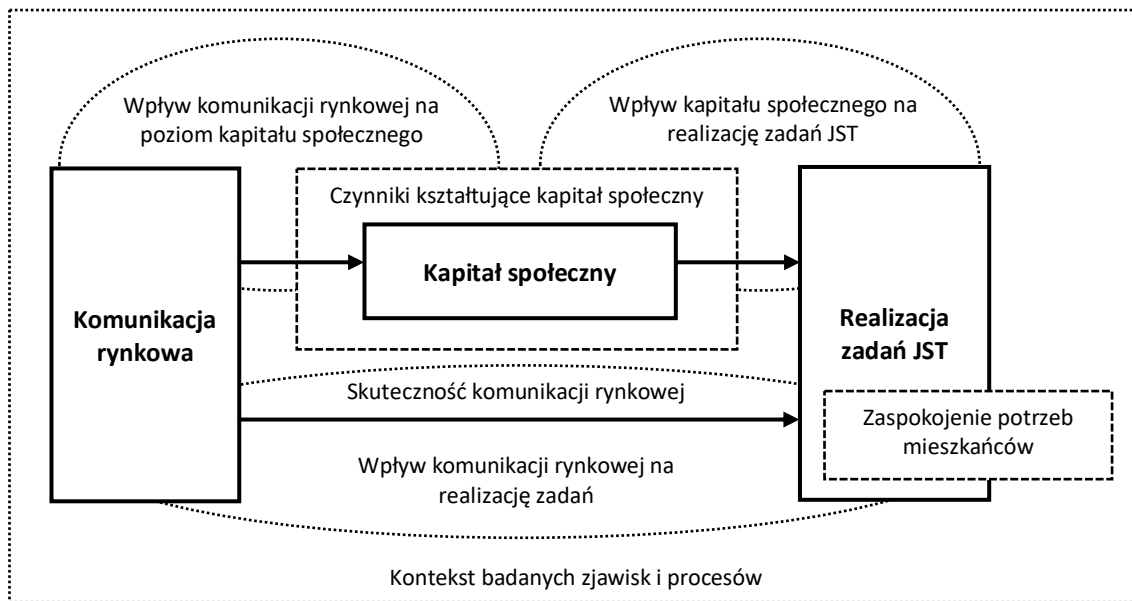 Wpływ komunikacji rynkowej na
poziom kapitału społecznego
Wpływ kapitału społecznego na
realizację zadań JST
Czynniki kształtujące kapitał społeczny
Kapitał społeczny
Komunikacja
rynkowa
Realizacja
zadań JST
Skuteczność komunikacji rynkowej
Zaspokojenie potrzeb
mieszkańców
Wpływ komunikacji rynkowej na
realizację zadań
Kontekst badanych zjawisk i procesów